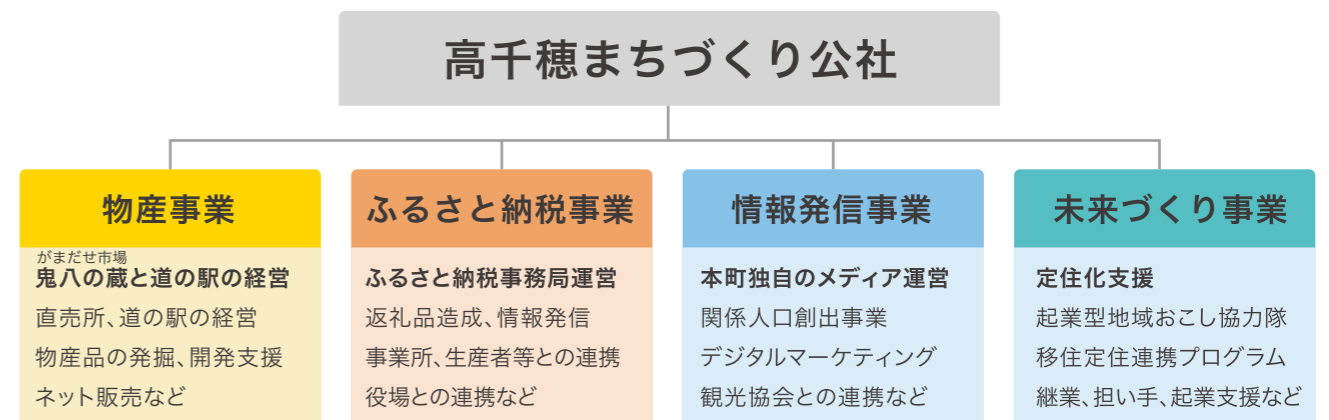 高千穂まちづくり公社
物産事業
がまだせ市場
鬼八の蔵と道の駅の経営
直売所、道の駅の経営
物産品の発掘、開発支援
ネット販売など
ふるさと納税事業
ふるさと納税事務局運営
返礼品造成、情報発信
事業所、生産者等との連携
役場との連携など
情報発信事業
本町独自のメディア運営
関係人口創出事業
デジタルマーケティング
観光協会との連携など
未来づくり事業
定住化支援
起業型地域おこし協力隊
移住定住連携プログラム
継業、担い手、起業支援など